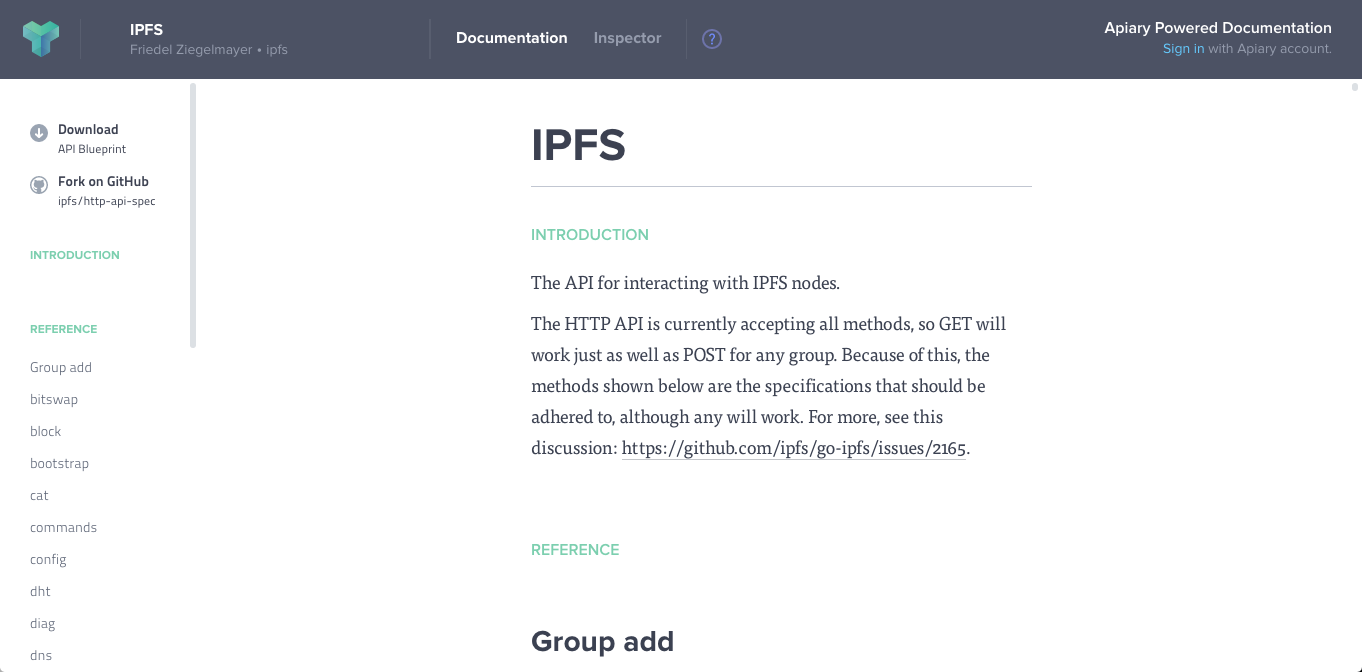 IPFS
Friedel Ziegelmayer • ipfs
Documentation
Inspector
?
Apiary Powered Documentation
Sign in with Apiary account.
Download
API Blueprint
Fork on GitHub
ipfs/http-api-spec
INTRODUCTION
REFERENCE
Group add
bitswap
block
bootstrap
cat
commands
config
dht
diag
dns
IPFS
INTRODUCTION
The API for interacting with IPFS nodes.
The HTTP API is currently accepting all methods, so GET will
work just as well as POST for any group. Because of this, the
methods shown below are the specifications that should be
adhered to, although any will work. For more, see this
discussion: https://github.com/ipfs/go-ipfs/issues/2165.
REFERENCE
Group add